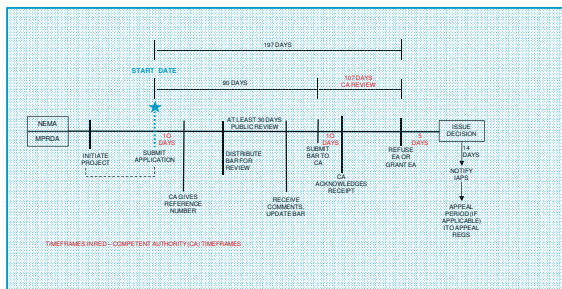 197 DAYS
START DATE
90 DAYS
107 DAYS
CA REVIEW
NEMA
MPRDA
INITIATE
PROJECT
SUBMIT
APPLICATION
10
DAYS
CA GIVES
REFERENCE
NUMBER
AT LEAST 30 DAYS
PUBLIC REVIEW
DISTRIBUTE
BAR FOR
REVIEW
RECEIVE
COMMENTS,
UPDATE BAR
SUBMIT
BAR TO
CA
10
DAYS
CA
ACKNOWLEDGES
RECEIPT
REFUSE
EA OR
GRANT EA
5
DAYS
ISSUE
DECISION
14
DAYS
NOTIFY
IAPS
APPEAL
PERIOD (IF
APPLICABLE)
ITO APPEAL
REGS
TIMEFRAMES IN RED – COMPETENT AUTHORITY (CA) TIMEFRAMES